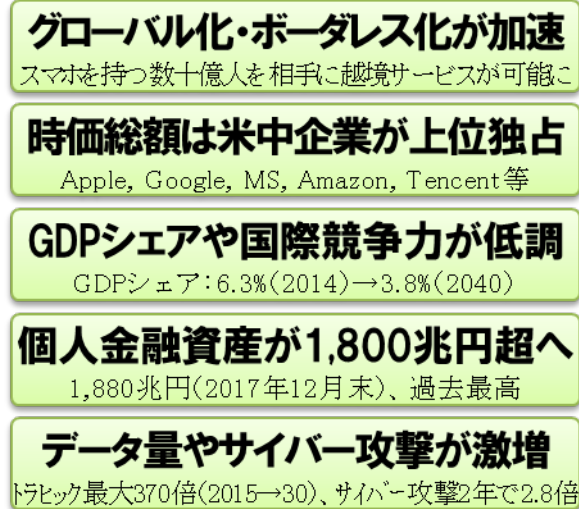 グローバル化・ボーダレス化が加速
スマホを持つ数十億人を相手に越境サービスが可能に
時価総額は米中企業が上位独占
Apple, Google, MS, Amazon, Tencent等
GDPシェアや国際競争力が低調
GDPシェア:6.3%(2014)→3.8%(2040)
個人金融資産が1,800兆円超へ
1,880兆円(2017年12月末)、過去最高
データ量やサイバー攻撃が激増
トラヒック最大370倍(2015→30)、サイバー攻撃2年で2.8倍